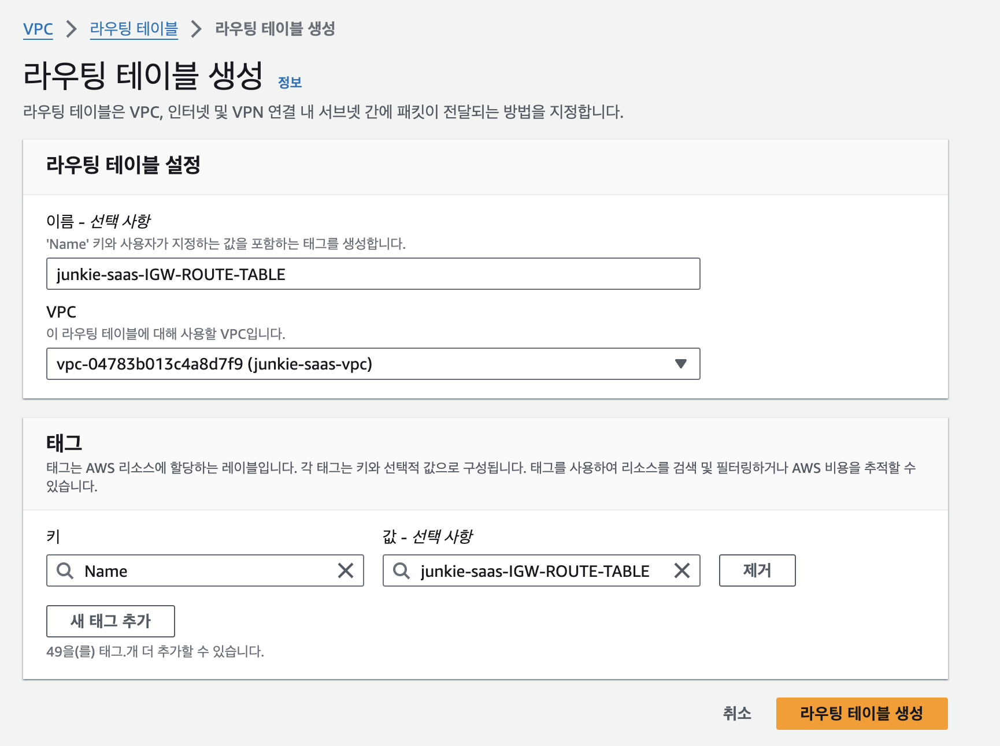 VPC > 라우팅 테이블 > 라우팅 테이블 생성
라우팅 테이블 생성 정보
라우팅 테이블은 VPC, 인터넷 및 VPN 연결 내 서브넷 간에 패킷이 전달되는 방법을 지정합니다.
라우팅 테이블 설정
이름 - 선택 사항
'Name' 키와 사용자가 지정하는 값을 포함하는 태그를 생성합니다.
junkie-saas-IGW-ROUTE-TABLE
VPC
이 라우팅 테이블에 대해 사용할 VPC입니다.
vpc-04783b013c4a8d7f9 (junkie-saas-vpc)
태그
태그는 AWS 리소스에 할당하는 레이블입니다. 각 태그는 키와 선택적 값으로 구성됩니다. 태그를 사용하여 리소스를 검색 및 필터링하거나 AWS 비용을 추적할 수
있습니다.
키 값 - 선택 사항
Name junkie-saas-IGW-ROUTE-TABLE 제거
새 태그 추가
49을(를) 태그.개 더 추가할 수 있습니다.
취소 라우팅 테이블 생성